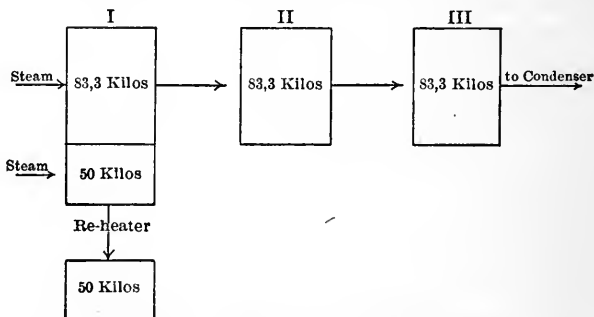 I II III
Steam 83,3 Kilos 83,3 Kilos 83,3 Kilos to Condenser
Steam 50 Kilos
Re-heater
50 Kilos